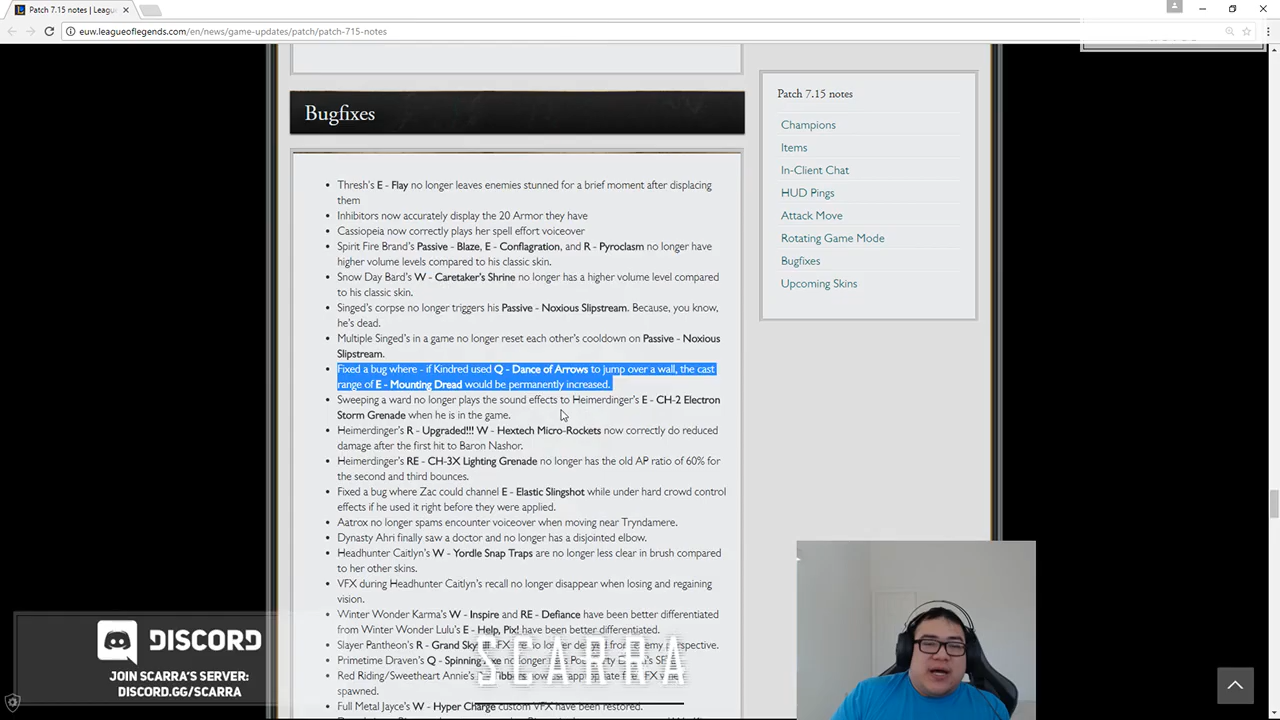 Patch 7.15 notes | Leagu
euw.leagueoflegends.com/en/news/game-updates/patch/patch-715-notes
Bugfixes
Thresh's E - Flay no longer leaves enemies stunned for a brief moment after displacing
them
Inhibitors now accurately display the 20 Armor they have
Cassiopeia now correctly plays her spell effort voiceover
Spirit Fire Brand's Passive - Blaze, E - Conflagration, and R - Pyroclasm no longer have
higher volume levels compared to his classic skin.
Snow Day Bard's W - Caretaker's Shrine no longer has a higher volume level compared
to his classic skin.
Singed's corpse no longer triggers his Passive - Noxious Slipstream. Because, you know,
he's dead.
Multiple Singed's in a game no longer reset each other's cooldown on Passive - Noxious
Slipstream.
Fixed a bug where - if Kindred used Q - Dance of Arrows to jump over a wall, the cast
range of E - Mounting Dread would be permanently increased.
Sweeping a ward no longer plays the sound effects to Heimerdinger's E - CH-2 Electron
Storm Grenade when he is in the game.
Heimerdinger's R - Upgraded!!! W - Hextech Micro-Rockets now correctly do reduced
damage after the first hit to Baron Nashor.
Heimerdinger's RE - CH-3X Lighting Grenade no longer has the old AP ratio of 60% for
the second and third bounces.
Fixed a bug where Zac could channel E - Elastic Slingshot while under hard crowd control
effects if he used it right before they were applied.
Aatrox no longer spams encounter voiceover when moving near Tryndamere.
Dynasty Ahri finally saw a doctor and no longer has a disjointed elbow.
Headhunter Caitlyn's W - Yordle Snap Traps are no longer less clear in brush compared
to her other skins.
VFX during Headhunter Caitlyn's recall no longer disappear when losing and regaining
vision.
Winter Wonder Karma's W - Inspire and RE - Defiance have been better differentiated
from Winter Wonder Lulu's E - Help, Pix! have been better differentiated.
Slayer Pantheon's R - Grand Sky no longer enemy perspective.
Primetime Draven's Q - Spinning no longer
Red Riding/Sweetheart Annie's
spawned.
Full Metal Jayce's W - Hyper Charge custom VFX have been restored.
Patch 7.15 notes
Champions
Items
In-Client Chat
HUD Pings
Attack Move
Rotating Game Mode
Bugfixes
Upcoming Skins
DISCORD
JOIN SCARRA'S SERVER:
DISCORD.GG/SCARRA
SCARRA